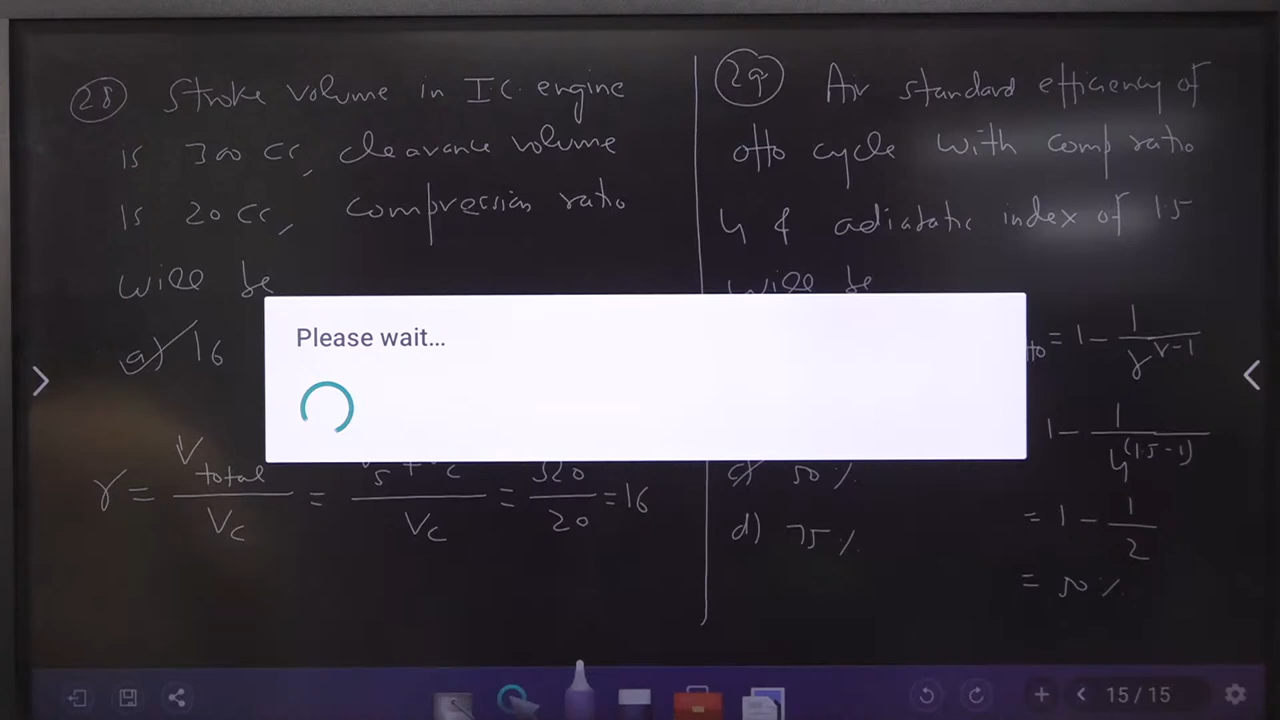 28 Stroke volume in I.C. engine
is 300 cc, clearance volume
is 20 cc, compression ratio
will be
a) 16
r = V total / Vc = Vs + Vc / Vc = 320 / 20 = 16
29 Air standard efficiency of
otto cycle with comp ratio
4 & adiatatic index of 1.5
will be
= 1 - 1 / r^(γ-1)
1 - 1 / 4^(1.5-1)
c) 50%
= 1 - 1 / 2
d) 75%
= 50%
Please wait...
15 / 15